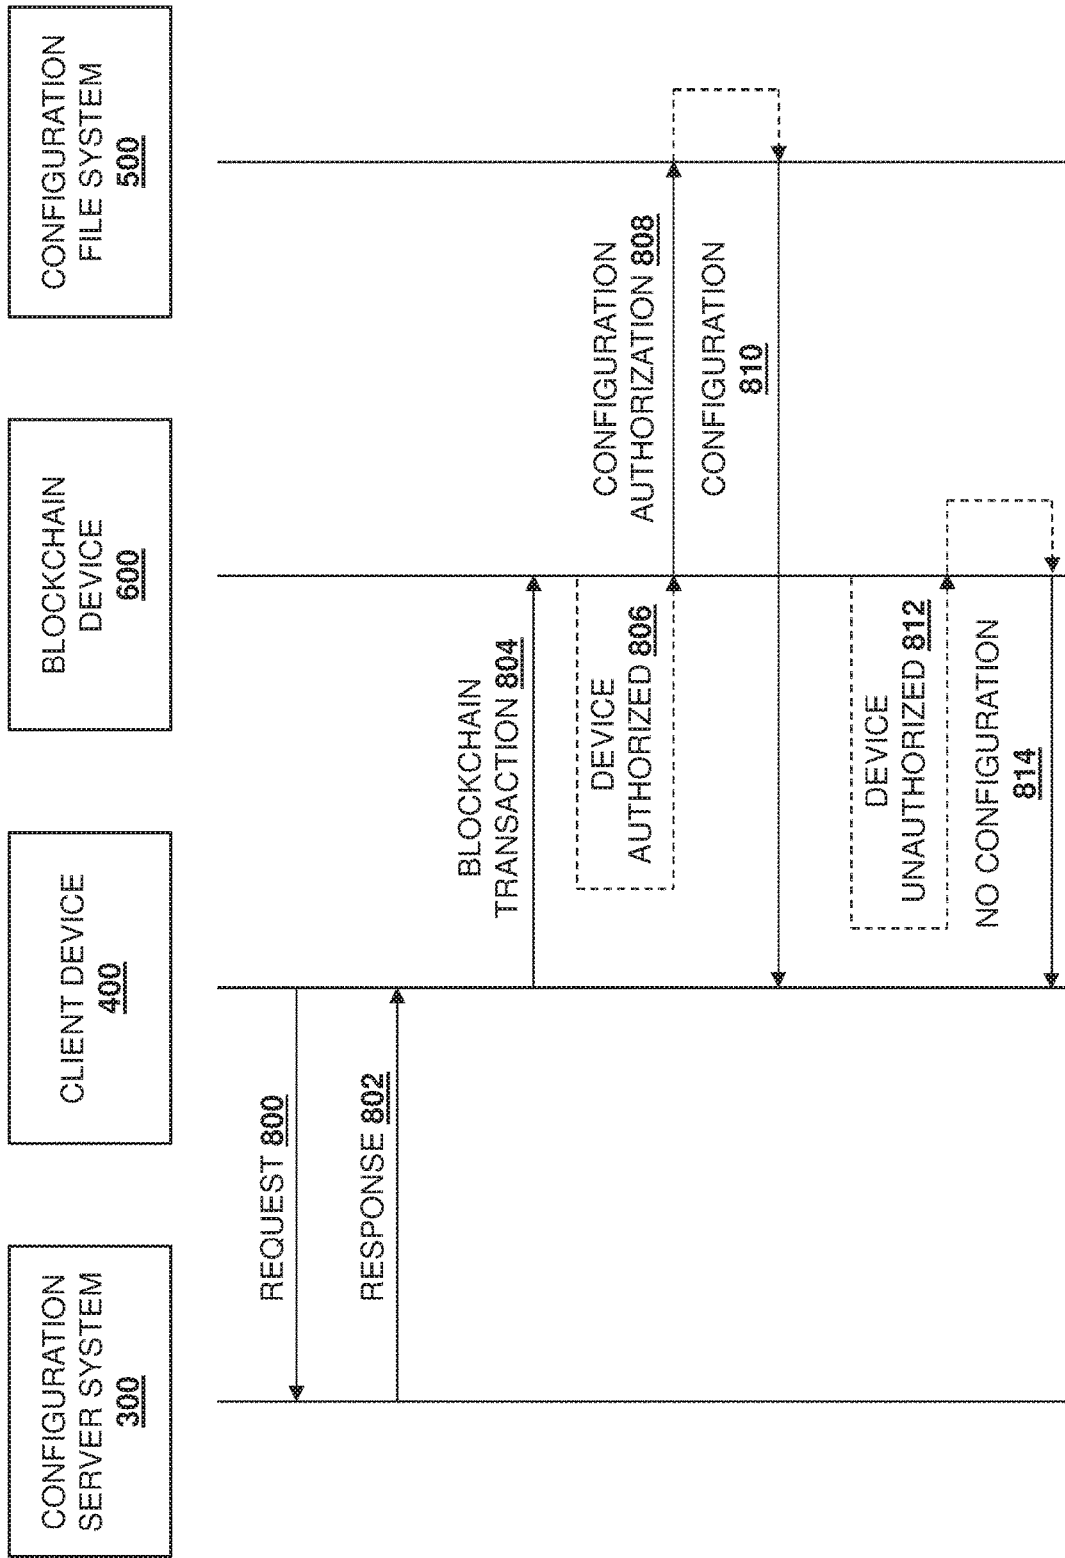 CONFIGURATION
SERVER SYSTEM
300
CLIENT DEVICE
400
BLOCKCHAIN
DEVICE
600
CONFIGURATION
FILE SYSTEM
500
REQUEST 800
RESPONSE 802
BLOCKCHAIN
TRANSACTION 804
DEVICE
AUTHORIZED 806
CONFIGURATION
AUTHORIZATION 808
CONFIGURATION
810
DEVICE
UNAUTHORIZED 812
NO CONFIGURATION
814